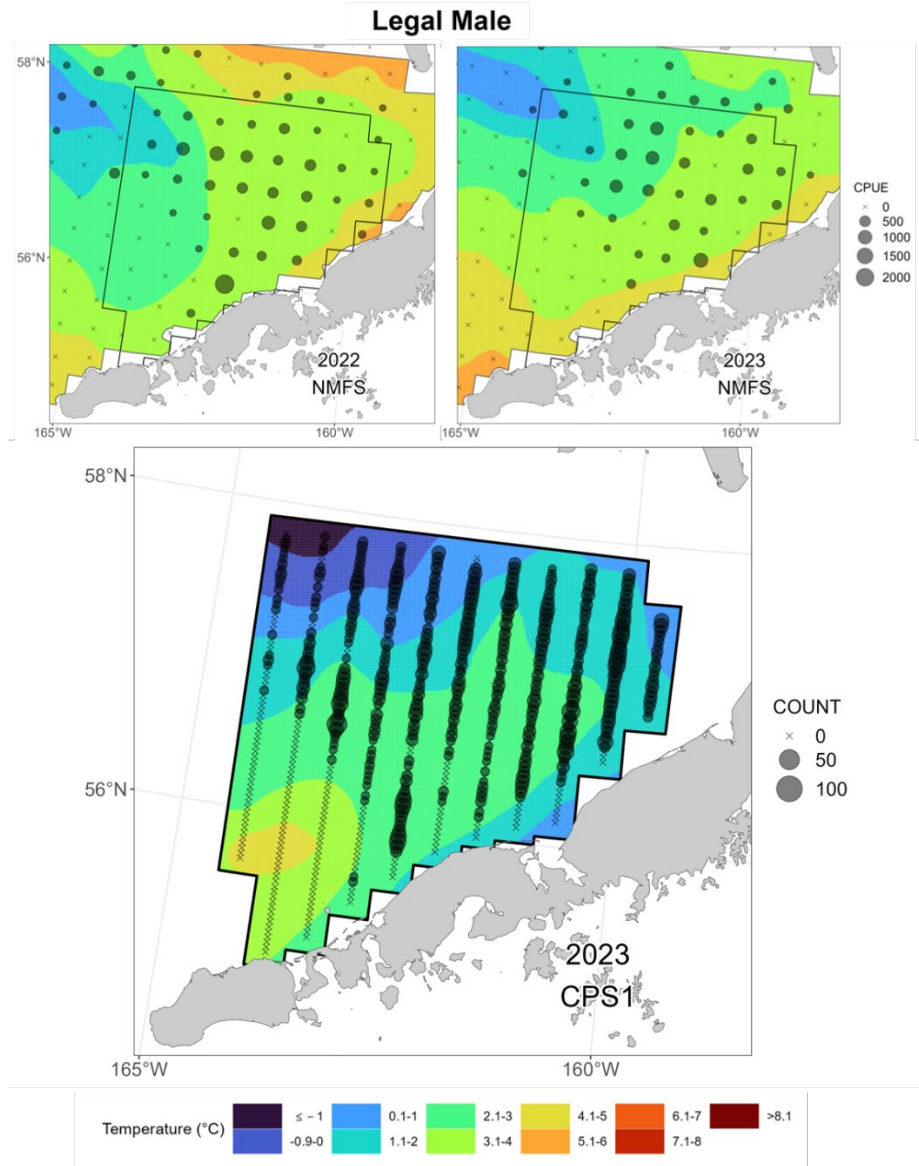 Legal Male
58°N
56°N
165°W
160°W
2022
NMFS
165°W
160°W
2023
NMFS
CPUE
0
500
1000
1500
2000
58°N
56°N
165°W
160°W
2023
CPS1
COUNT
0
50
100
Temperature (°C)
≤ − 1
0.1-1
2.1-3
4.1-5
6.1-7
>8.1
-0.9-0
1.1-2
3.1-4
5.1-6
7.1-8